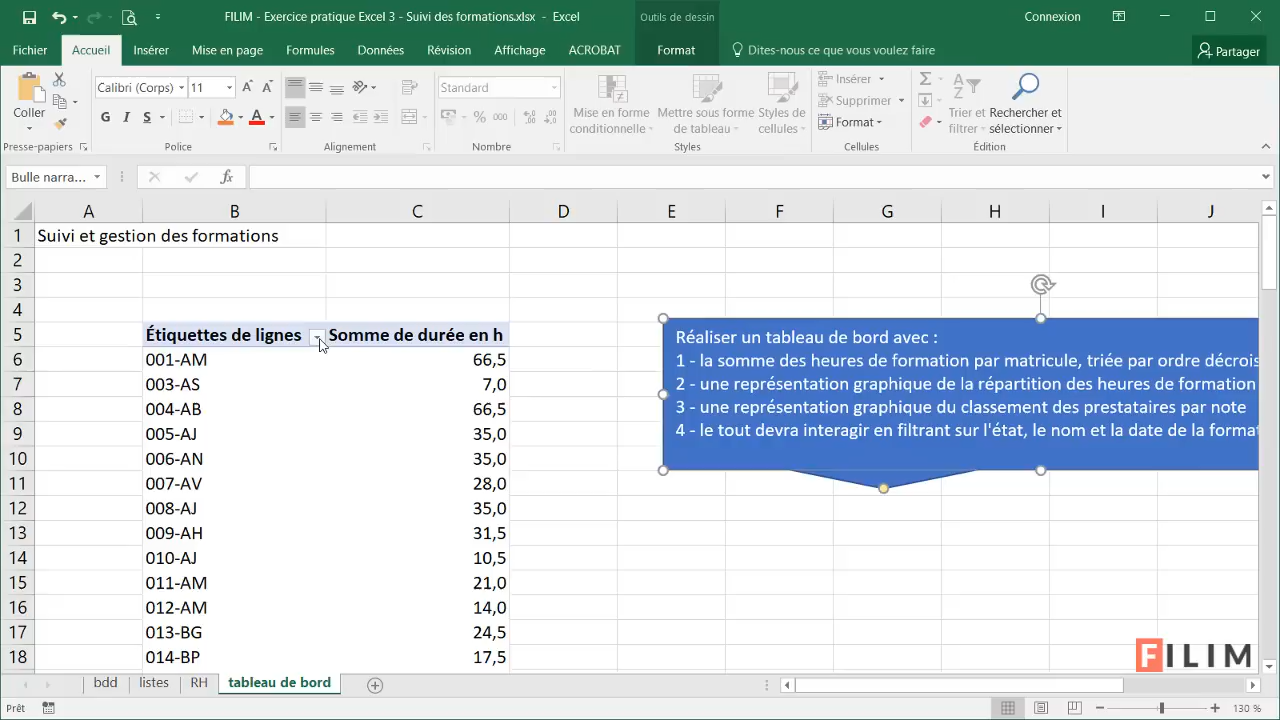 FILIM - Exercice pratique Excel 3 - Suivi des formations.xlsx - Excel
Outils de dessin
Connexion
Fichier Accueil Insérer Mise en page Formules Données Révision Affichage ACROBAT Format Dites-nous ce que vous voulez faire Partager
Coller
Calibri (Corps) 11
G I S
Standard
% 000
Mise en forme conditionnelle
Mettre sous forme de tableau
Styles de cellules
Insérer
Supprimer
Format
Trier et filtrer
Rechercher et sélectionner
Presse-papiers Police Alignement Nombre Styles Cellules Édition
Bulle narra... fx
A B C D E F G H I J
1 Suivi et gestion des formations
2
3
4
5 Étiquettes de lignes Somme de durée en h
6 001-AM 66,5
7 003-AS 7,0
8 004-AB 66,5
9 005-AJ 35,0
10 006-AN 35,0
11 007-AV 28,0
12 008-AJ 35,0
13 009-AH 31,5
14 010-AJ 10,5
15 011-AM 21,0
16 012-AM 14,0
17 013-BG 24,5
18 014-BP 17,5
Réaliser un tableau de bord avec :
1 - la somme des heures de formation par matricule, triée par ordre décrois
2 - une représentation graphique de la répartition des heures de formation
3 - une représentation graphique du classement des prestataires par note
4 - le tout devra interagir en filtrant sur l'état, le nom et la date de la format
FILIM
bdd listes RH tableau de bord
Prêt
130 %